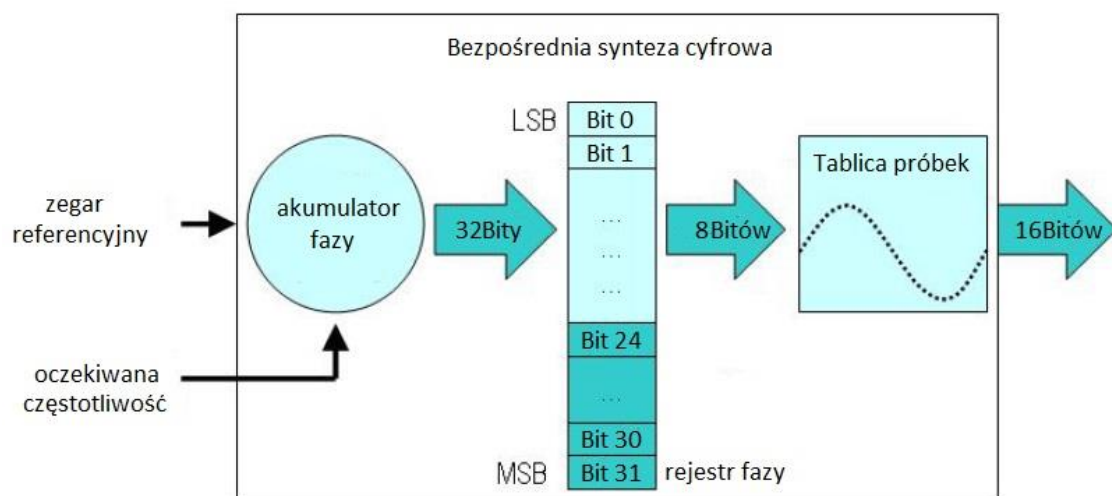 Bezpośrednia synteza cyfrowa
LSB
Bit 0
Bit 1
...
...
...
Bit 24
...
Bit 30
MSB
Bit 31
rejestr fazy
zegar
referencyjny
akumulator
fazy
32Bity
8Bitów
Tablica próbek
16Bitów
oczekiwana
częstotliwość